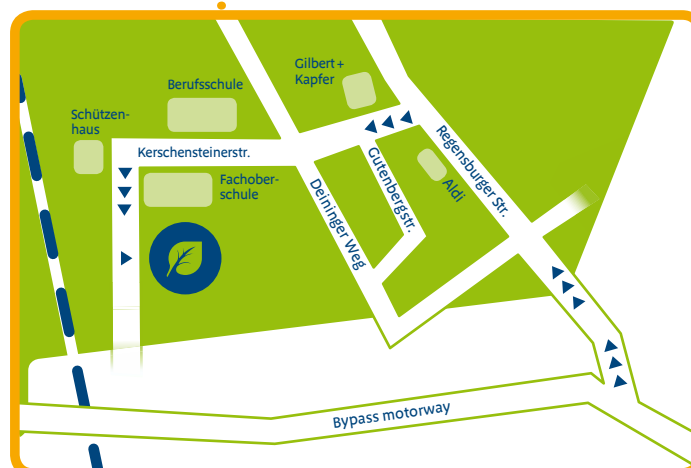 Gilbert +
Kapfer
Berufsschule
Schützen-
haus
Kerschensteinerstr.
Regensburger Str.
Gutenbergstr.
Aldi
Deininger Weg
Fachober-
schule
Bypass motorway